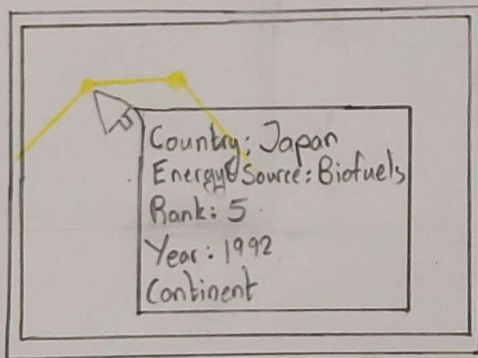 Country: Japan
Energy Source: Biofuels
Rank: 5
Year: 1992
Continent